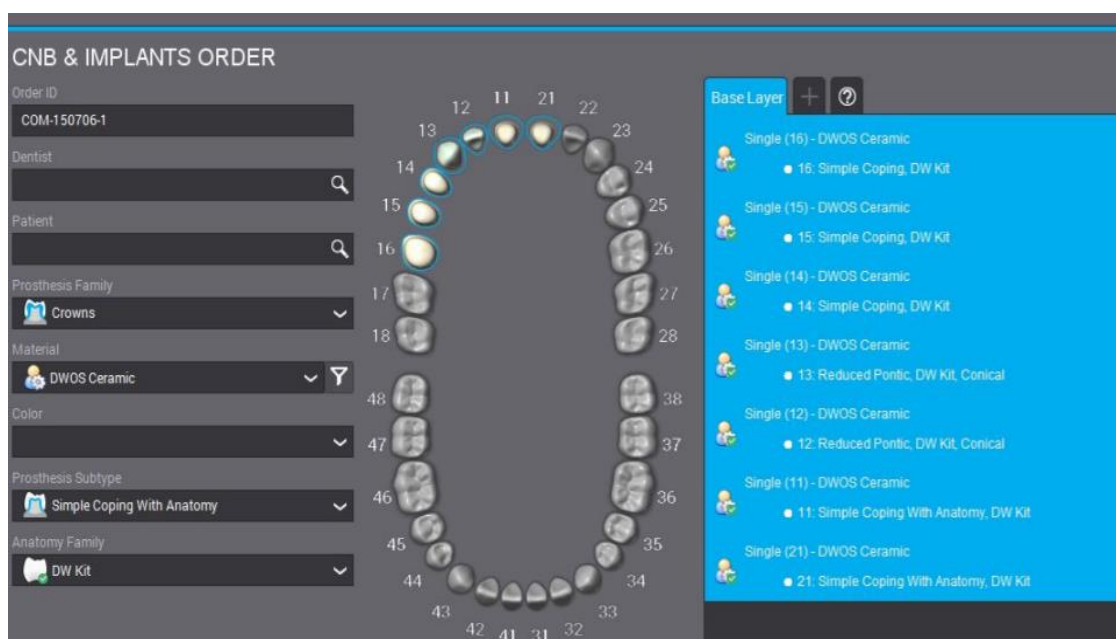 CNB & IMPLANTS ORDER
Order ID
COM-150706-1
Dentist
Patient
Prosthesis Family
Crowns
Material
DWOS Ceramic
Color
Prosthesis Subtype
Simple Coping With Anatomy
Anatomy Family
DW Kit
11 21
12 22
13 23
14 24
15 25
16 26
17 27
18 28
48 38
47 37
46 36
45 35
44 34
43 33
42 41 31 32
Base Layer + ?
Single (16) - DWOS Ceramic
16: Simple Coping, DW Kit
Single (15) - DWOS Ceramic
15: Simple Coping, DW Kit
Single (14) - DWOS Ceramic
14: Simple Coping, DW Kit
Single (13) - DWOS Ceramic
13: Reduced Pontic, DW Kit, Conical
Single (12) - DWOS Ceramic
12: Reduced Pontic, DW Kit, Conical
Single (11) - DWOS Ceramic
11: Simple Coping With Anatomy, DW Kit
Single (21) - DWOS Ceramic
21: Simple Coping With Anatomy, DW Kit